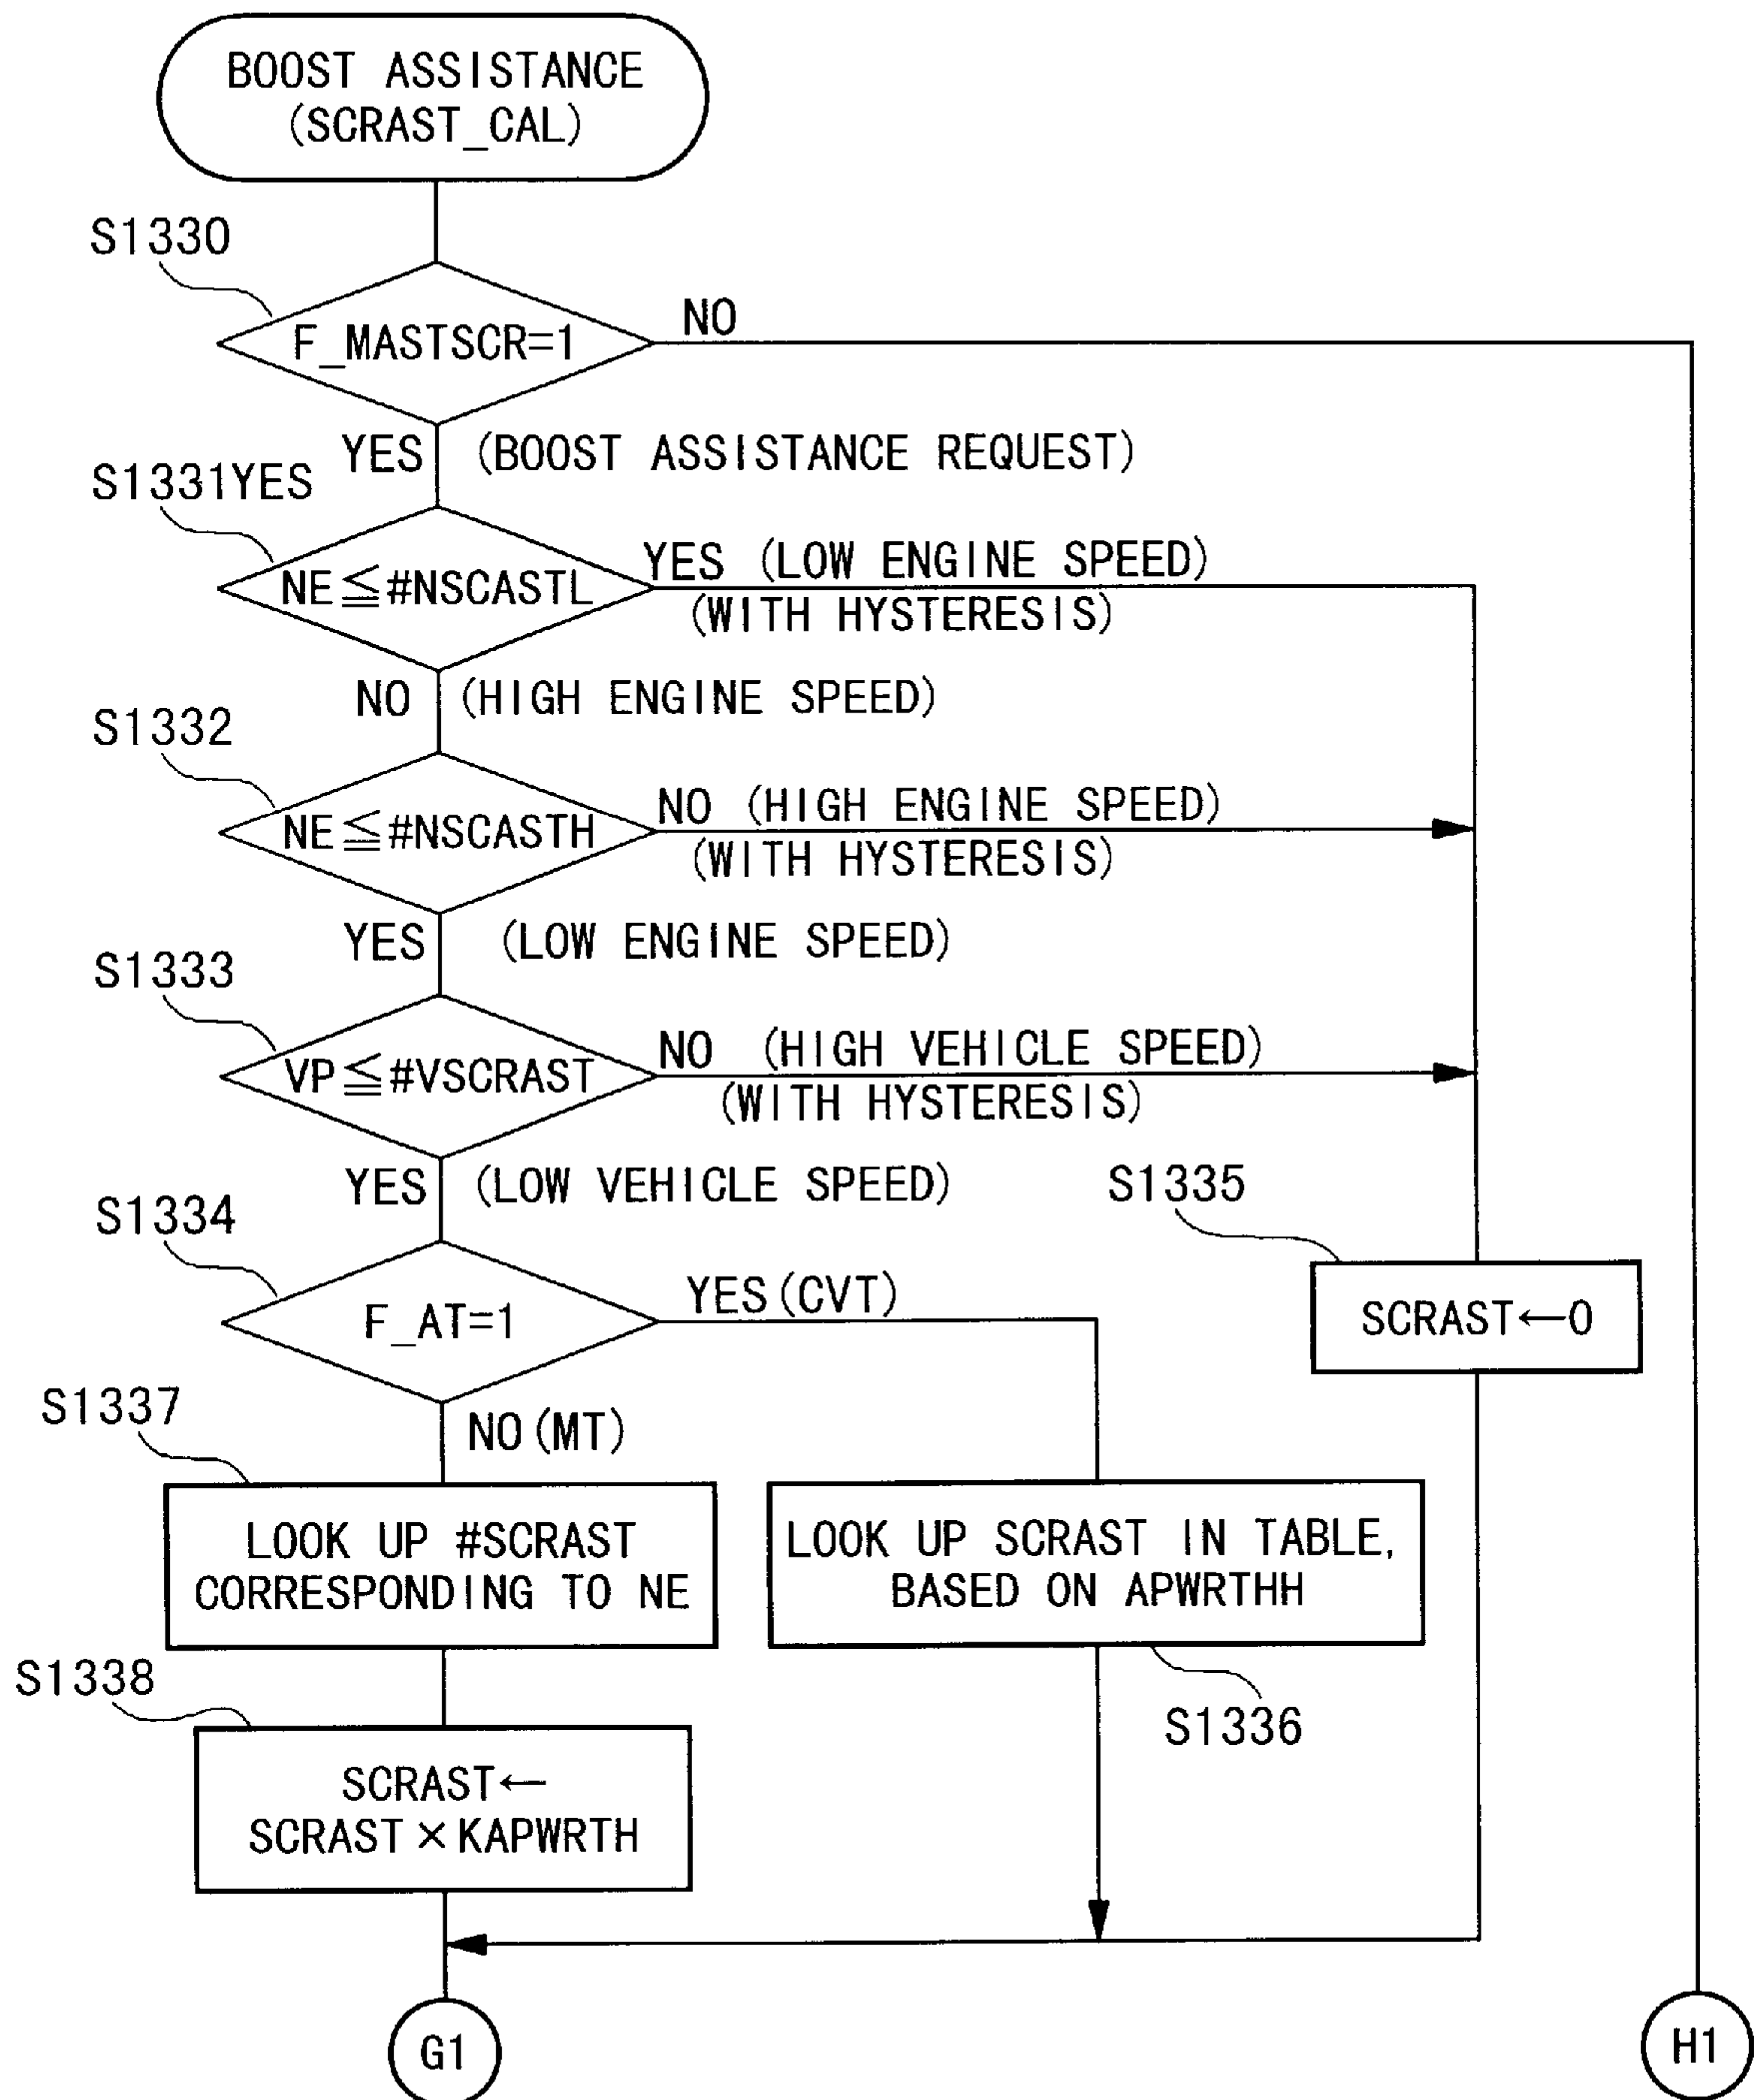 BOOST ASSISTANCE
(SCRAST_CAL)
S1330
F_MASTSCR=1
NO
YES (BOOST ASSISTANCE REQUEST)
S1331YES
NE≦#NSCASTL
YES (LOW ENGINE SPEED)
(WITH HYSTERESIS)
NO (HIGH ENGINE SPEED)
S1332
NE≦#NSCASTH
NO (HIGH ENGINE SPEED)
(WITH HYSTERESIS)
YES (LOW ENGINE SPEED)
S1333
VP≦#VSCRAST
NO (HIGH VEHICLE SPEED)
(WITH HYSTERESIS)
YES (LOW VEHICLE SPEED)
S1334
F_AT=1
YES(CVT)
S1335
SCRAST←0
NO(MT)
S1337
LOOK UP #SCRAST
CORRESPONDING TO NE
LOOK UP SCRAST IN TABLE,
BASED ON APWRTHH
S1336
S1338
SCRAST←
SCRAST×KAPWRTH
G1
H1